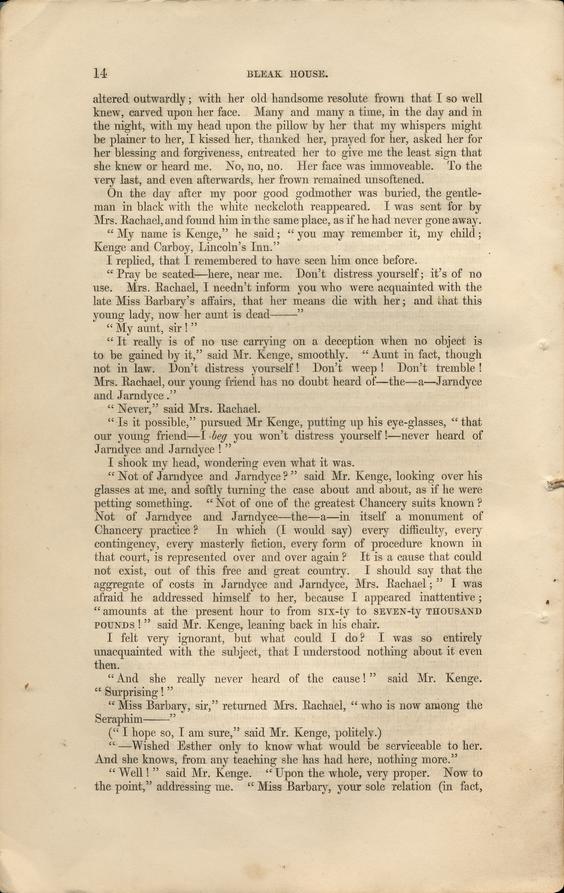 14 BLEAK HOUSE.
altered outwardly; with her old handsome resolute frown that I so well
knew, carved upon her face. Many and many a time, in the day and in
the night, with my head upon the pillow by her that my whispers might
be plainer to her, I kissed her, thanked her, prayed for her, asked her for
her blessing and forgiveness, entreated her to give me the least sign that
she knew or heard me. No, no, no. Her face was immoveable. To the
very last, and even afterwards, her frown remained unsoftened.
On the day after my poor good godmother was buried, the gentle-
man in black with the white neckcloth reappeared. I was sent for by
Mrs. Rachael, and found him in the same place, as if he had never gone away.
“My name is Kenge,” he said; “you may remember it, my child;
Kenge and Carboy, Lincoln’s Inn.”
I replied, that I remembered to have seen him once before.
“Pray be seated—here, near me. Don’t distress yourself; it’s of no
use. Mrs. Rachael, I needn’t inform you who were acquainted with the
late Miss Barbary’s affairs, that her means die with her; and that this
young lady, now her aunt is dead——”
“My aunt, sir!”
“It really is of no use carrying on a deception when no object is
to be gained by it,” said Mr. Kenge, smoothly. “Aunt in fact, though
not in law. Don’t distress yourself! Don’t weep! Don’t tremble!
Mrs. Rachael, our young friend has no doubt heard of—the—a—Jarndyce
and Jarndyce.”
“Never,” said Mrs. Rachael.
“Is it possible,” pursued Mr Kenge, putting up his eye-glasses, “that
our young friend—I beg you won’t distress yourself!—never heard of
Jarndyce and Jarndyce!”
I shook my head, wondering even what it was.
“Not of Jarndyce and Jarndyce?” said Mr. Kenge, looking over his
glasses at me, and softly turning the case about and about, as if he were
petting something. “Not of one of the greatest Chancery suits known?
Not of Jarndyce and Jarndyce—the—a—in itself a monument of
Chancery practice? In which (I would say) every difficulty, every
contingency, every masterly fiction, every form of procedure known in
that court, is represented over and over again? It is a cause that could
not exist, out of this free and great country. I should say that the
aggregate of costs in Jarndyce and Jarndyce, Mrs. Rachael;” I was
afraid he addressed himself to her, because I appeared inattentive;
“amounts at the present hour to from SIX-ty to SEVEN-ty THOUSAND
POUNDS!” said Mr. Kenge, leaning back in his chair.
I felt very ignorant, but what could I do? I was so entirely
unacquainted with the subject, that I understood nothing about it even
then.
“And she really never heard of the cause!” said Mr. Kenge.
“Surprising!”
“Miss Barbary, sir,” returned Mrs. Rachael, “who is now among the
Seraphim——”
(“I hope so, I am sure,” said Mr. Kenge, politely.)
“—Wished Esther only to know what would be serviceable to her.
And she knows, from any teaching she has had here, nothing more.”
“Well!” said Mr. Kenge. “Upon the whole, very proper. Now to
the point,” addressing me. “Miss Barbary, your sole relation (in fact,